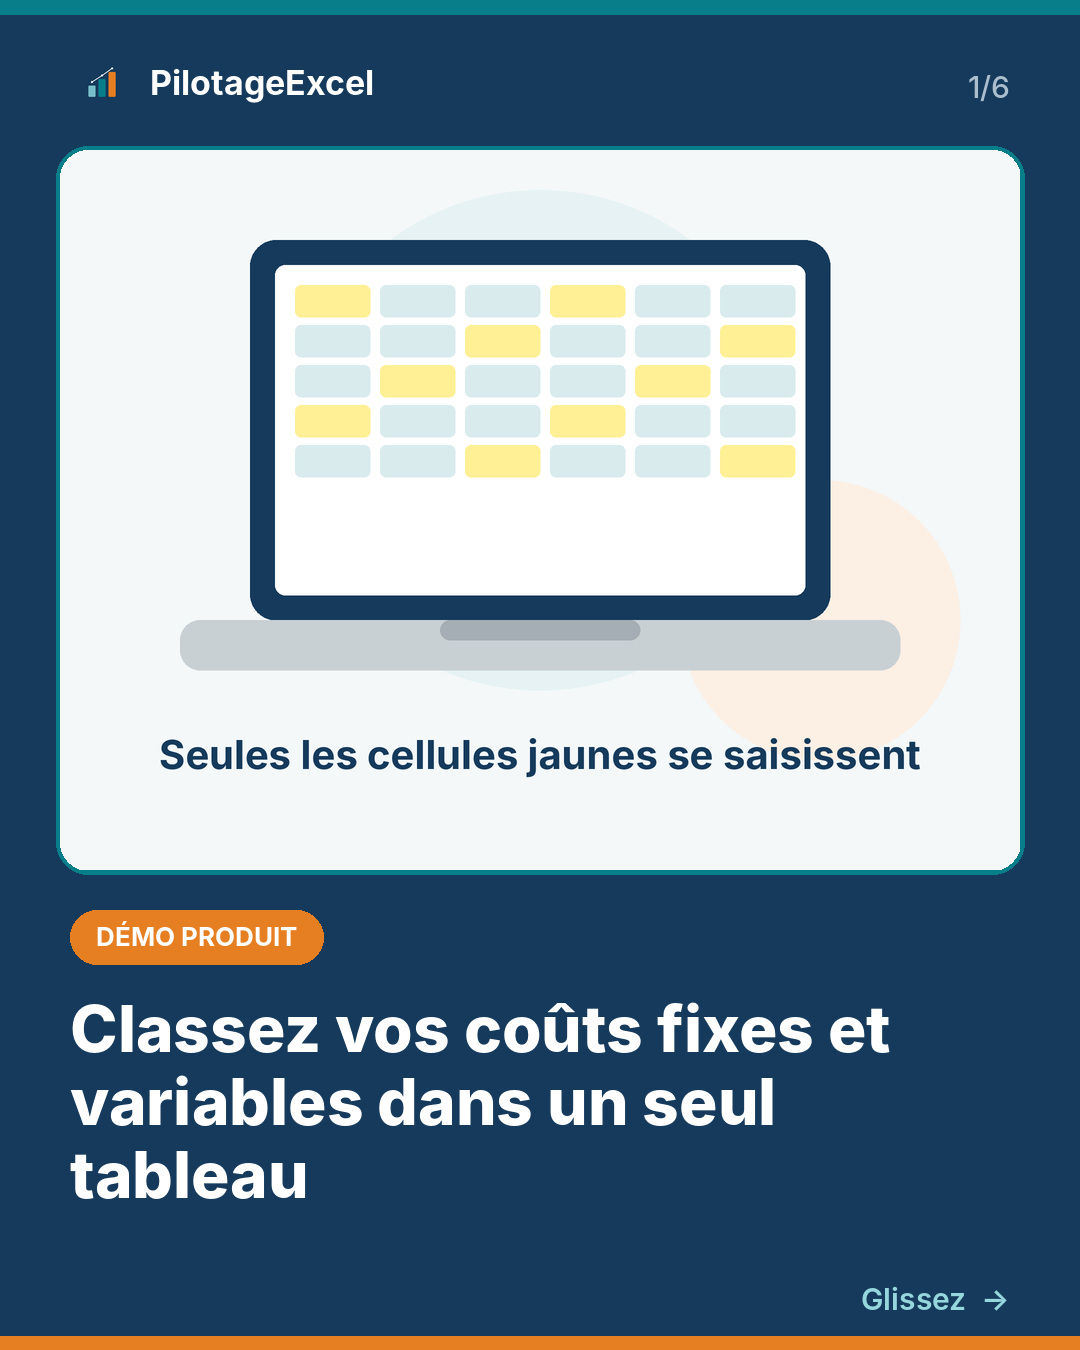 PilotageExcel
1/6
Seules les cellules jaunes se saisissent
DÉMO PRODUIT
Classez vos coûts fixes et
variables dans un seul
tableau
Glissez →